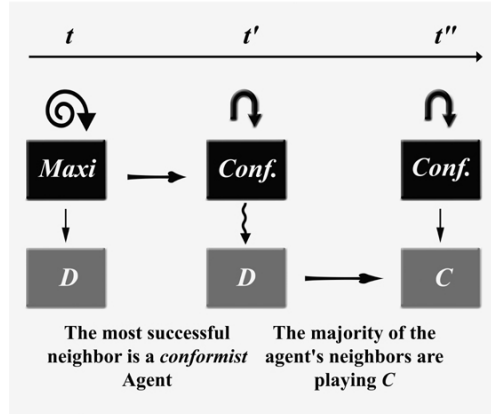 t t' t"
Maxi Conf. Conf.
D D C
The most successful
neighbor is a conformist
Agent
The majority of the
agent's neighbors are
playing C